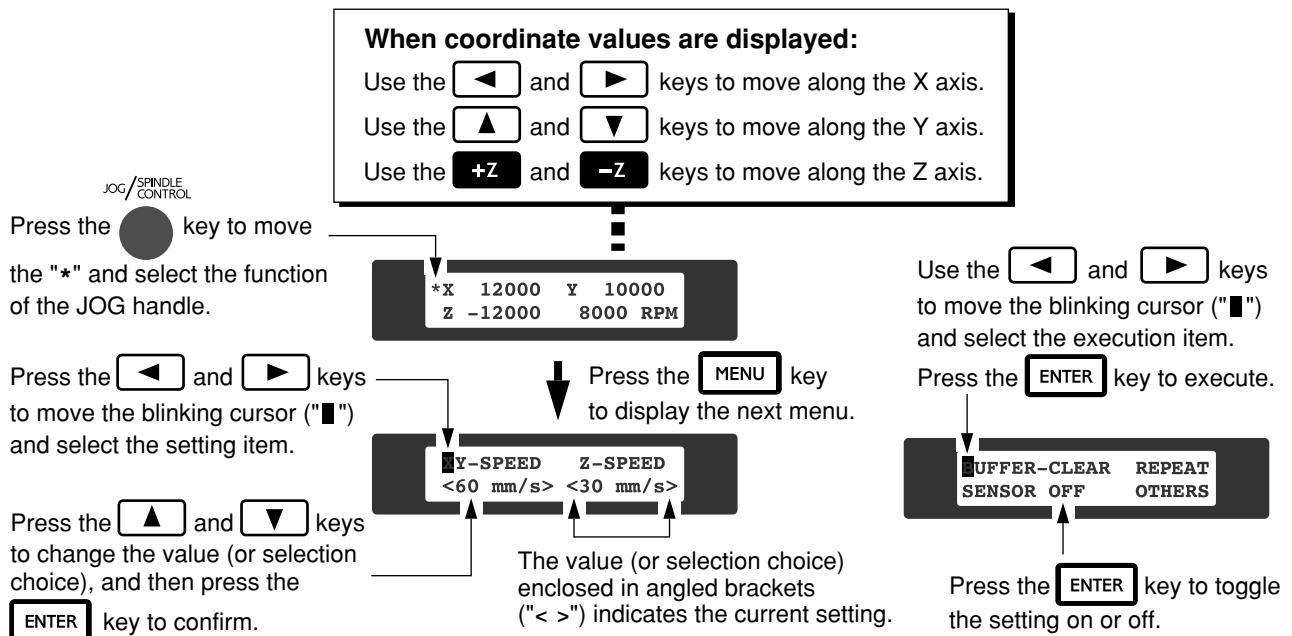 When coordinate values are displayed:
Use the ◄ and ► keys to move along the X axis.
Use the ▲ and ▼ keys to move along the Y axis.
Use the +Z and −Z keys to move along the Z axis.
JOG/SPINDLE CONTROL
Press the key to move
the "*" and select the function
of the JOG handle.
*X 12000 Y 10000
Z -12000 8000 RPM
Press the ◄ and ► keys
to move the blinking cursor ("█")
and select the setting item.
Press the MENU key
to display the next menu.
XY-SPEED Z-SPEED
<60 mm/s> <30 mm/s>
Press the ▲ and ▼ keys
to change the value (or selection
choice), and then press the
ENTER key to confirm.
The value (or selection choice)
enclosed in angled brackets
("< >") indicates the current setting.
Use the ◄ and ► keys
to move the blinking cursor ("█")
and select the execution item.
Press the ENTER key to execute.
BUFFER-CLEAR REPEAT
SENSOR OFF OTHERS
Press the ENTER key to toggle
the setting on or off.